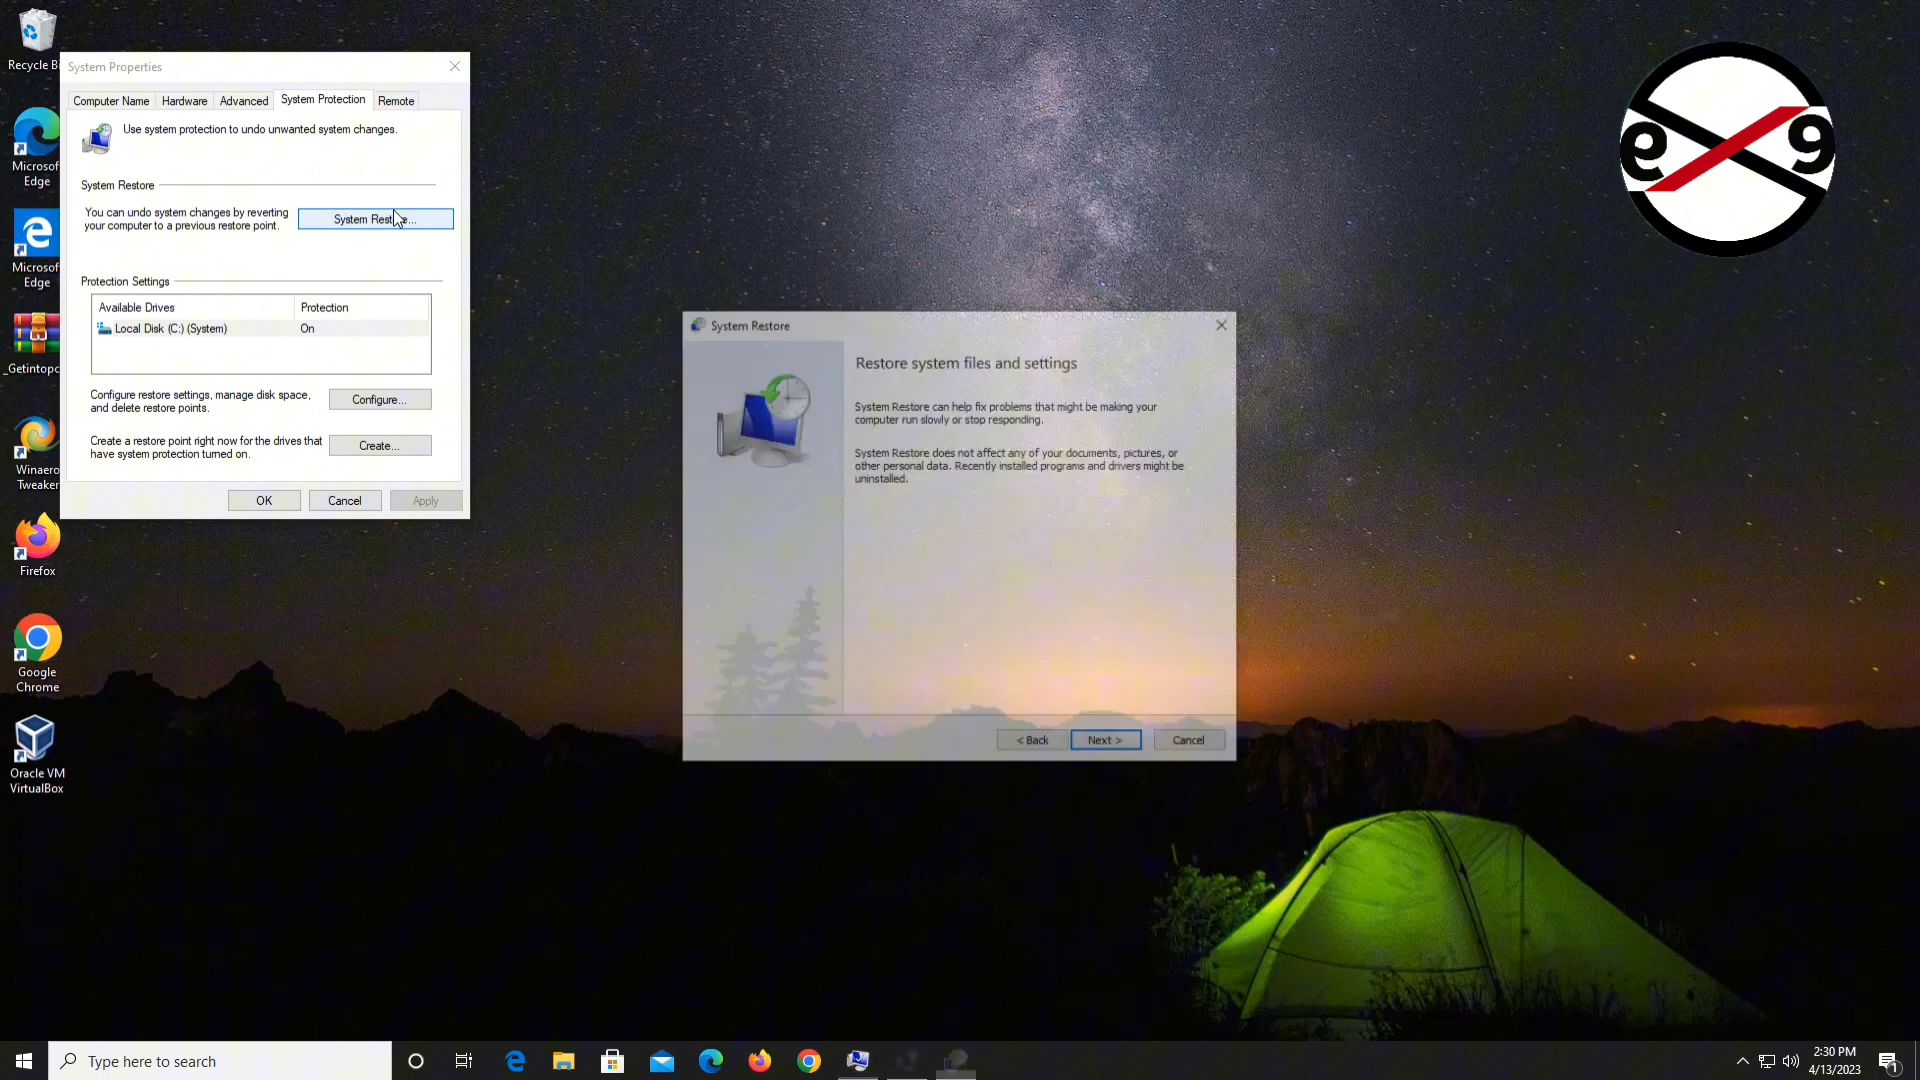 Recycle Bi
Microsof
Edge
Microsof
Edge
_Getintopc
Winaero
Tweaker
Firefox
Google
Chrome
Oracle VM
VirtualBox
System Properties
Computer Name
Hardware
Advanced
System Protection
Remote
Use system protection to undo unwanted system changes.
System Restore
You can undo system changes by reverting
your computer to a previous restore point.
System Restore...
Protection Settings
Available Drives
Protection
Local Disk (C:) (System)
On
Configure restore settings, manage disk space,
and delete restore points.
Configure...
Create a restore point right now for the drives that
have system protection turned on.
Create...
OK
Cancel
Apply
System Restore
Restore system files and settings
System Restore can help fix problems that might be making your
computer run slowly or stop responding.
System Restore does not affect any of your documents, pictures, or
other personal data. Recently installed programs and drivers might be
uninstalled.
< Back
Next >
Cancel
e 9
Type here to search
2:30 PM
4/13/2023
1